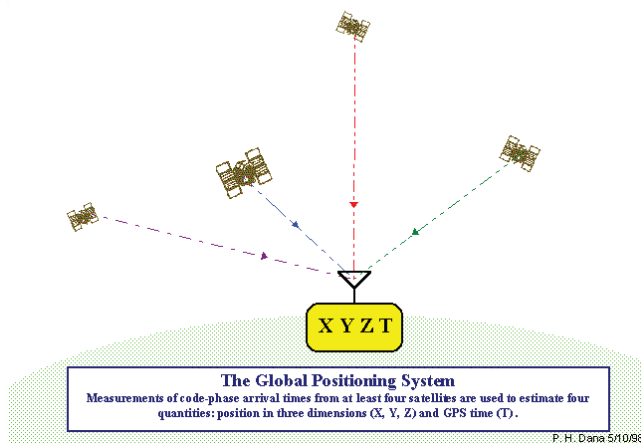 X Y Z T
The Global Positioning System
Measurements of code-phase arrival times from at least four satellites are used to estimate four
quantities: position in three dimensions (X, Y, Z) and GPS time (T).
P. H. Dana 5/10/98